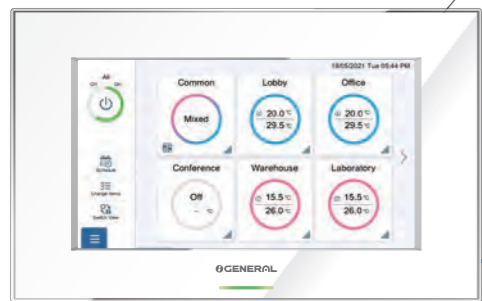 18/05/2021 Tue 05:44 PM
All
Off On
Common
Mixed
Lobby
20.0 °C
29.5 °C
Office
20.0 °C
29.5 °C
Schedule
Change Items
Switch View
Conference
Off
- °C
Warehouse
15.5 °C
26.0 °C
Laboratory
15.5 °C
26.0 °C
GENERAL